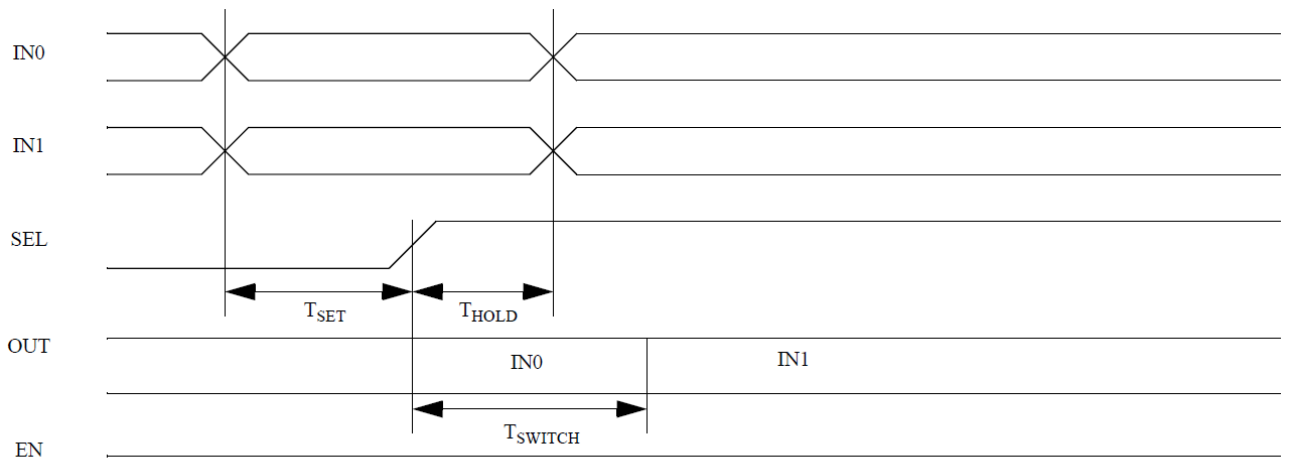 IN0
IN1
SEL
TSET THOLD
OUT
IN0 IN1
TSWITCH
EN